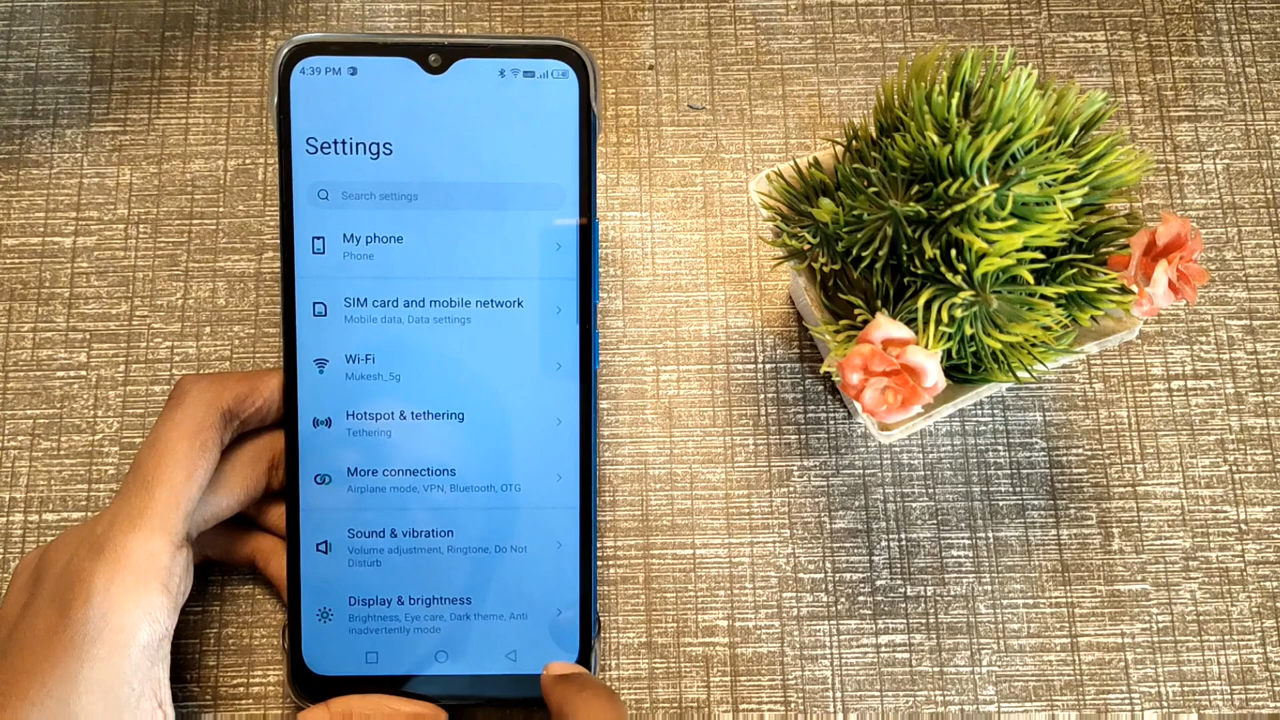 4:39 PM
Settings
Search settings
My phone
Phone
SIM card and mobile network
Mobile data, Data settings
Wi-Fi
Mukesh_5g
Hotspot & tethering
Tethering
More connections
Airplane mode, VPN, Bluetooth, OTG
Sound & vibration
Volume adjustment, Ringtone, Do Not
Disturb
Display & brightness
Brightness, Eye care, Dark theme, Anti
inadvertently mode